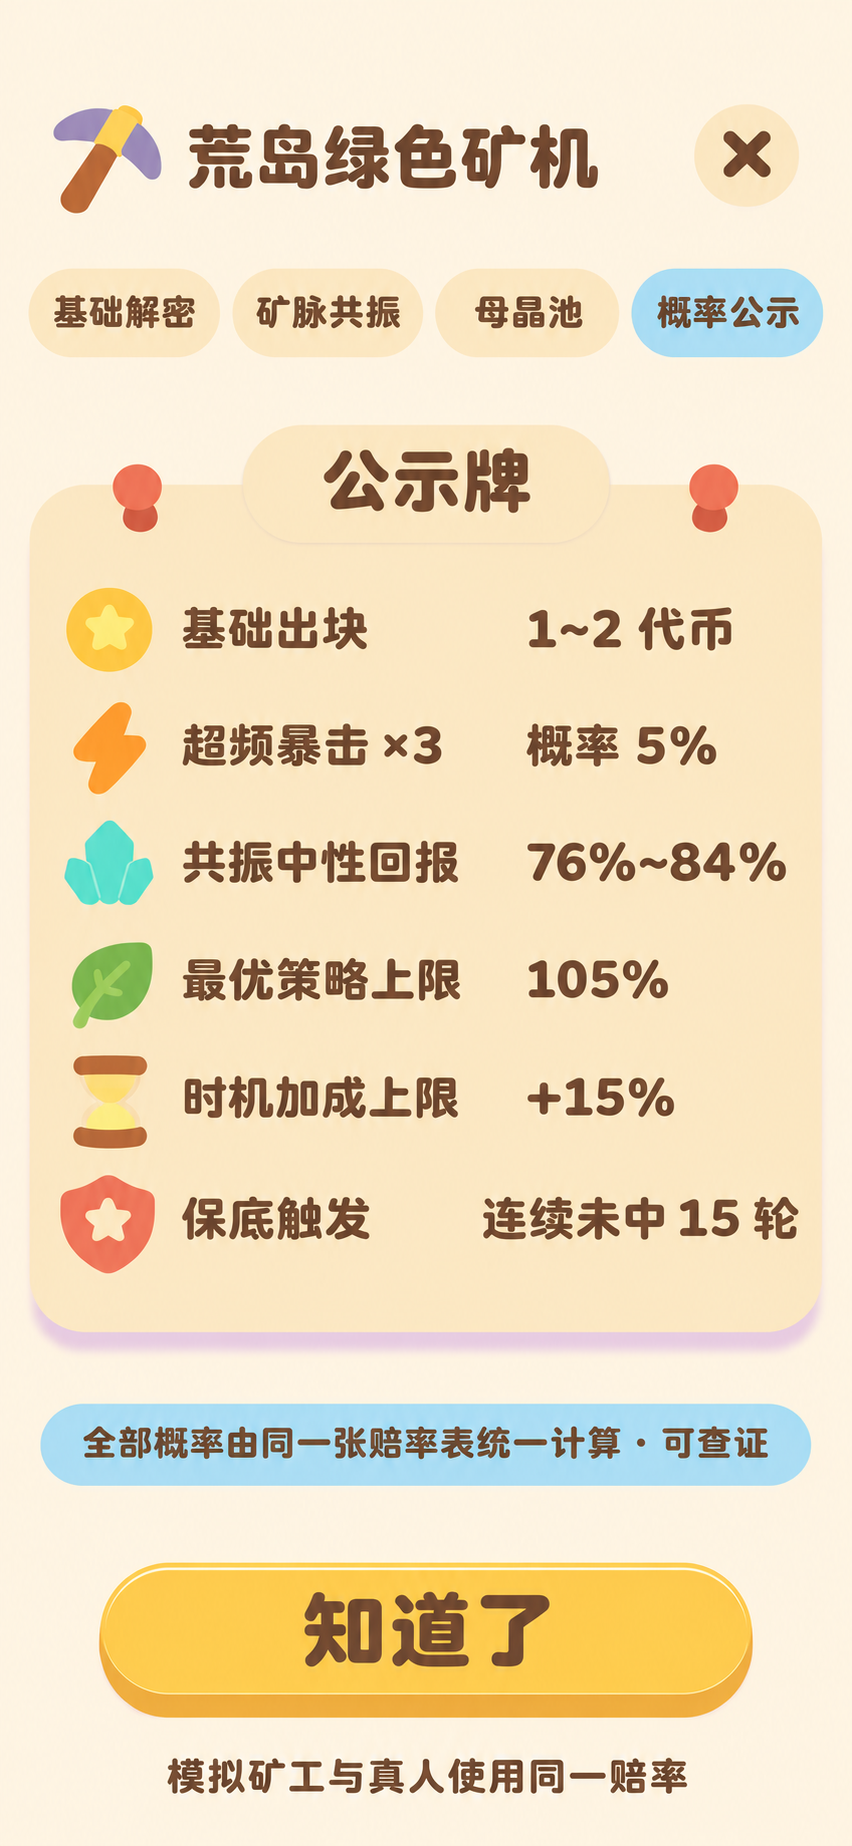 荒岛绿色矿机
基础解密 矿脉共振 母晶池 概率公示
公示牌
基础出块 1~2 代币
超频暴击 ×3 概率 5%
共振中性回报 76%~84%
最优策略上限 105%
时机加成上限 +15%
保底触发 连续未中 15 轮
全部概率由同一张赔率表统一计算 · 可查证
知道了
模拟矿工与真人使用同一赔率